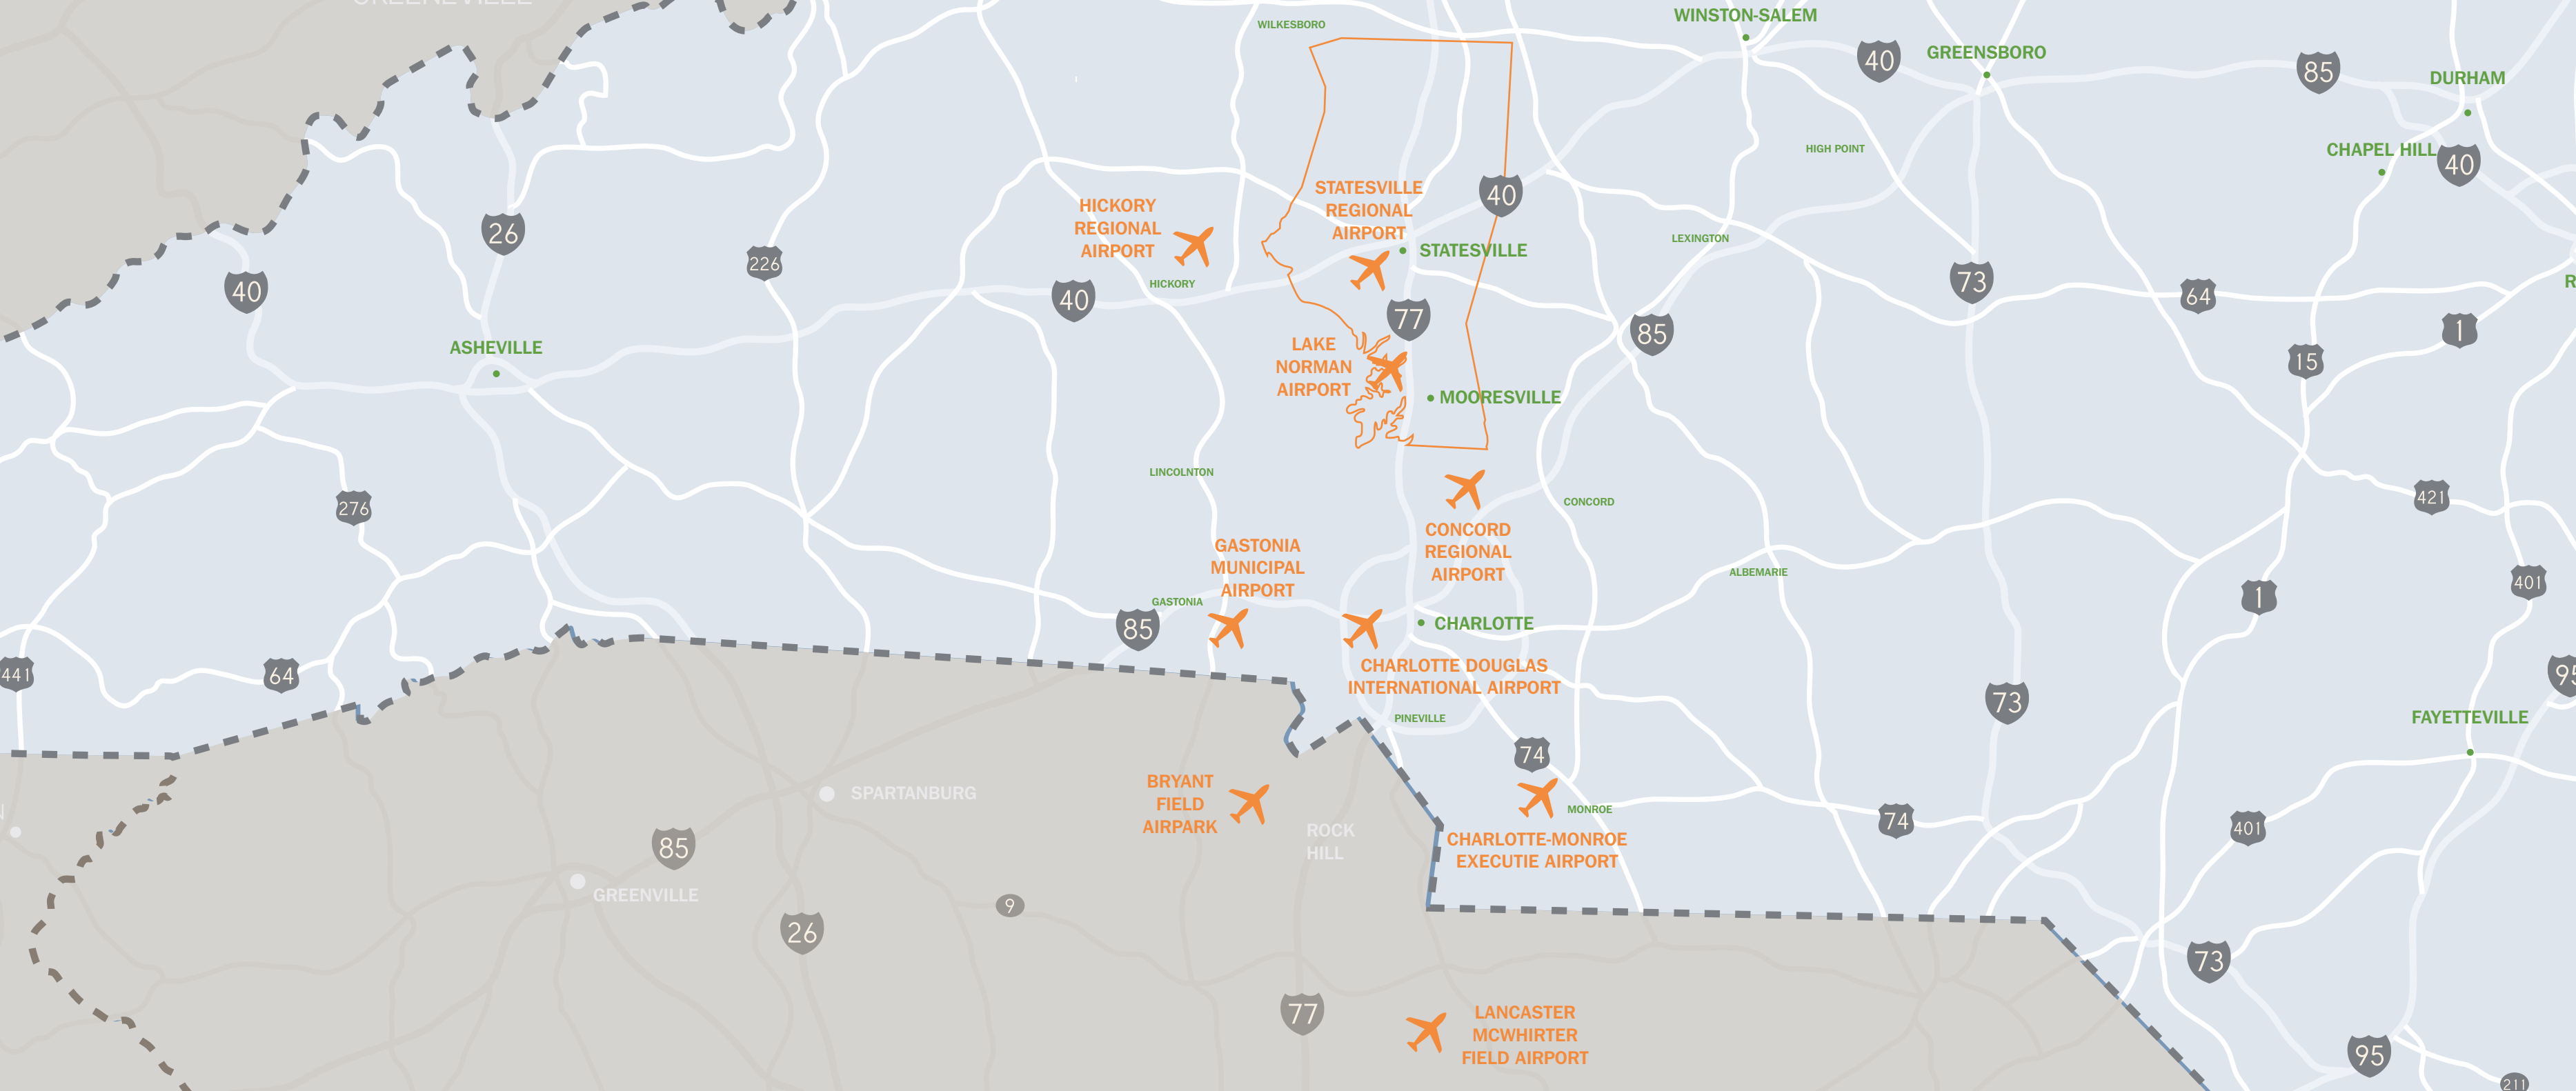 GREENEVILLE
WILKESBORO
WINSTON-SALEM
GREENSBORO
40
85
DURHAM
HIGH POINT
CHAPEL HILL
40
STATESVILLE
REGIONAL
AIRPORT
40
HICKORY
REGIONAL
AIRPORT
26
226
STATESVILLE
LEXINGTON
40
40
HICKORY
77
73
64
R
1
85
ASHEVILLE
LAKE
NORMAN
AIRPORT
15
MOORESVILLE
LINCOLNTON
276
CONCORD
421
CONCORD
REGIONAL
AIRPORT
GASTONIA
MUNICIPAL
AIRPORT
ALBEMARIE
401
GASTONIA
85
1
CHARLOTTE
441
64
CHARLOTTE DOUGLAS
INTERNATIONAL AIRPORT
95
73
PINEVILLE
FAYETTEVILLE
74
BRYANT
FIELD
AIRPARK
SPARTANBURG
N
MONROE
74
401
ROCK
HILL
CHARLOTTE-MONROE
EXECUTIE AIRPORT
85
GREENVILLE
9
26
73
77
LANCASTER
MCWHIRTER
FIELD AIRPORT
95
211